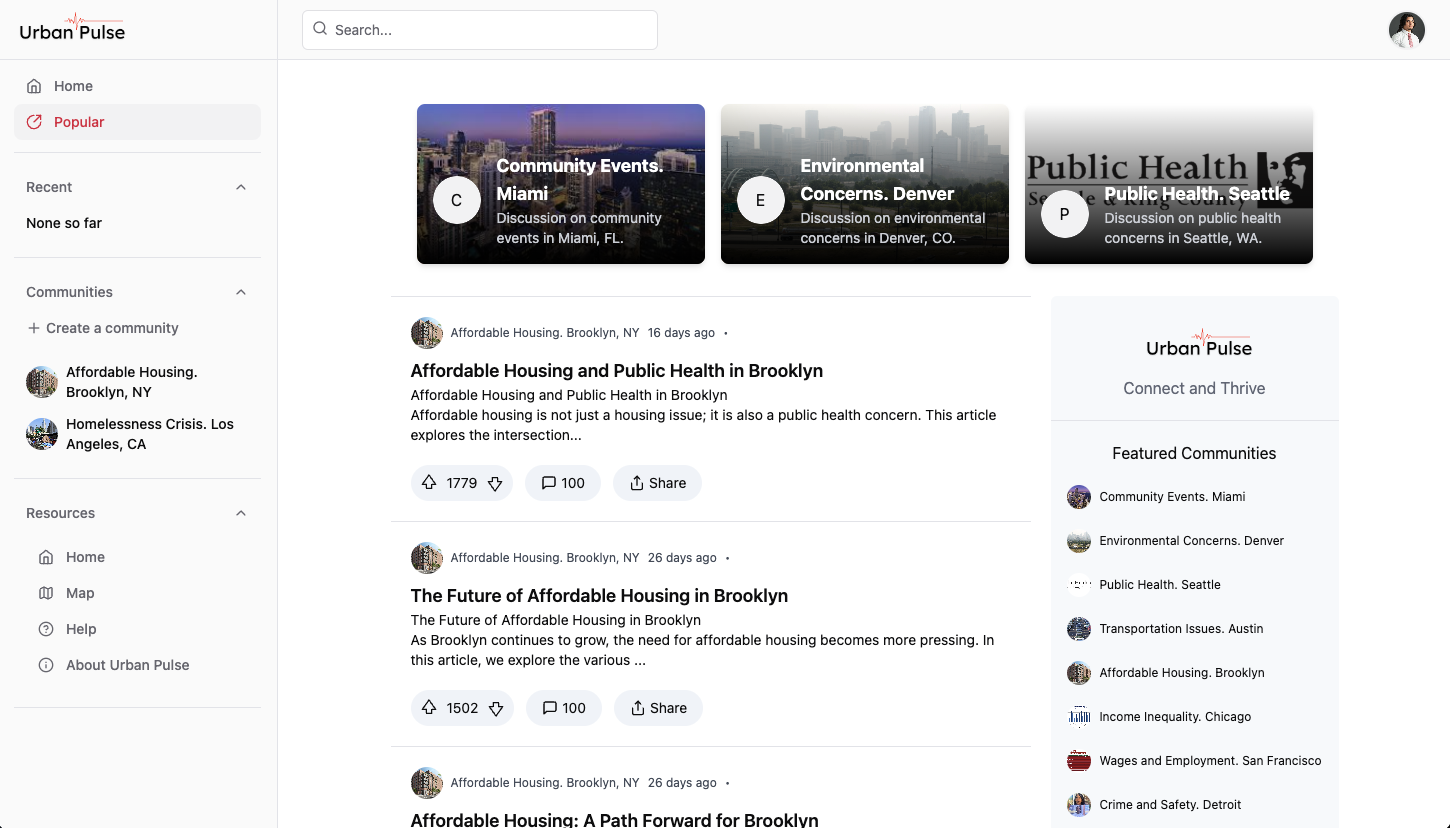 Urban Pulse
Search...
Home
Popular
Recent
None so far
Communities
Create a community
Affordable Housing.
Brooklyn, NY
Homelessness Crisis. Los
Angeles, CA
Resources
Home
Map
Help
About Urban Pulse
C
Community Events.
Miami
Discussion on community
events in Miami, FL.
E
Environmental
Concerns. Denver
Discussion on environmental
concerns in Denver, CO.
Public Health
P
Public Health. Seattle
Discussion on public health
concerns in Seattle, WA.
Affordable Housing. Brooklyn, NY 16 days ago •
Affordable Housing and Public Health in Brooklyn
Affordable Housing and Public Health in Brooklyn
Affordable housing is not just a housing issue; it is also a public health concern. This article
explores the intersection...
1779 100 Share
Affordable Housing. Brooklyn, NY 26 days ago •
The Future of Affordable Housing in Brooklyn
The Future of Affordable Housing in Brooklyn
As Brooklyn continues to grow, the need for affordable housing becomes more pressing. In
this article, we explore the various ...
1502 100 Share
Affordable Housing. Brooklyn, NY 26 days ago •
Affordable Housing: A Path Forward for Brooklyn
Urban Pulse
Connect and Thrive
Featured Communities
Community Events. Miami
Environmental Concerns. Denver
Public Health. Seattle
Transportation Issues. Austin
Affordable Housing. Brooklyn
Income Inequality. Chicago
Wages and Employment. San Francisco
Crime and Safety. Detroit